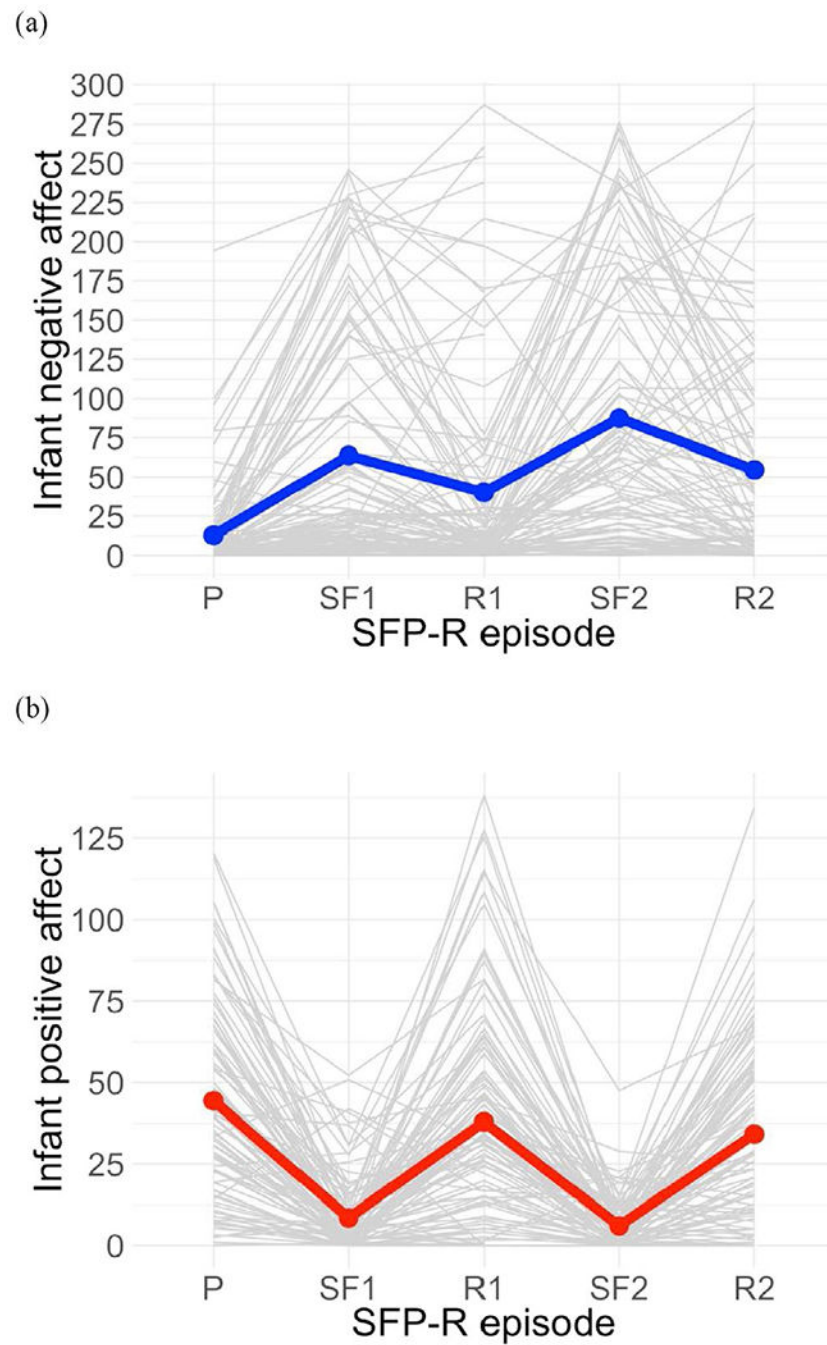 (a)
Infant negative affect
300
275
250
225
200
175
150
125
100
75
50
25
0
P SF1 R1 SF2 R2
SFP-R episode
(b)
Infant positive affect
125
100
75
50
25
0
P SF1 R1 SF2 R2
SFP-R episode